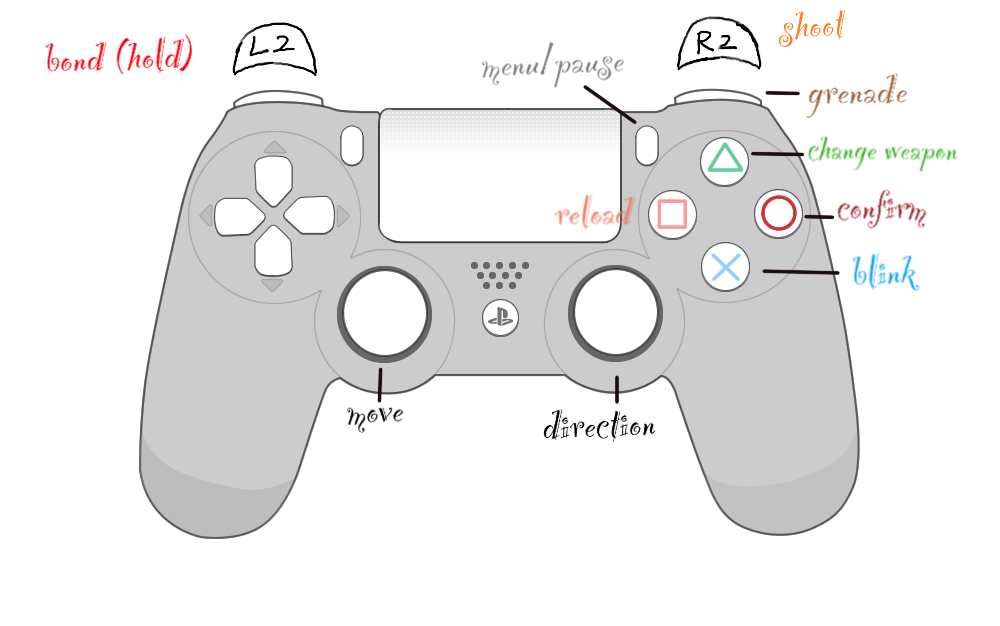 shoot
L2
R2
bond (hold)
menu/ pause
grenade
change weapon
reload
confirm
blink
move
direction